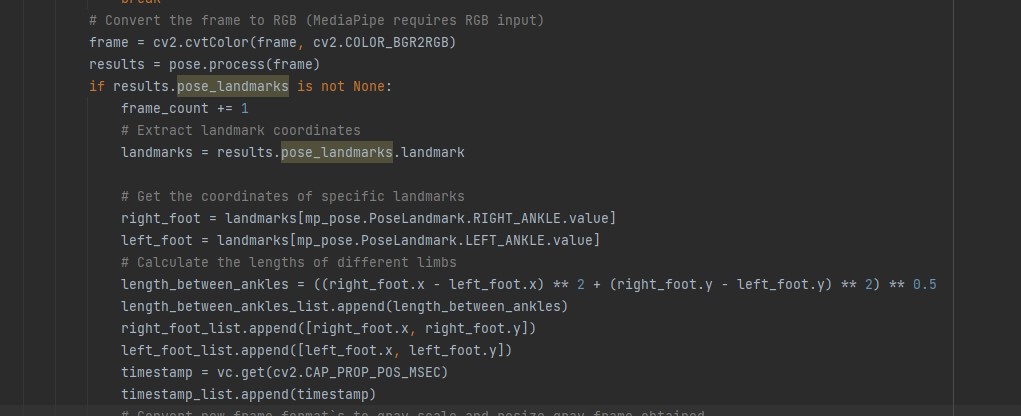 break
# Convert the frame to RGB (MediaPipe requires RGB input)
frame = cv2.cvtColor(frame, cv2.COLOR_BGR2RGB)
results = pose.process(frame)
if results.pose_landmarks is not None:
frame_count += 1
# Extract landmark coordinates
landmarks = results.pose_landmarks.landmark
# Get the coordinates of specific landmarks
right_foot = landmarks[mp_pose.PoseLandmark.RIGHT_ANKLE.value]
left_foot = landmarks[mp_pose.PoseLandmark.LEFT_ANKLE.value]
# Calculate the lengths of different limbs
length_between_ankles = ((right_foot.x - left_foot.x) ** 2 + (right_foot.y - left_foot.y) ** 2) ** 0.5
length_between_ankles_list.append(length_between_ankles)
right_foot_list.append([right_foot.x, right_foot.y])
left_foot_list.append([left_foot.x, left_foot.y])
timestamp = vc.get(cv2.CAP_PROP_POS_MSEC)
timestamp_list.append(timestamp)
# Convert new frame format`s to gray scale and resize gray frame obtained